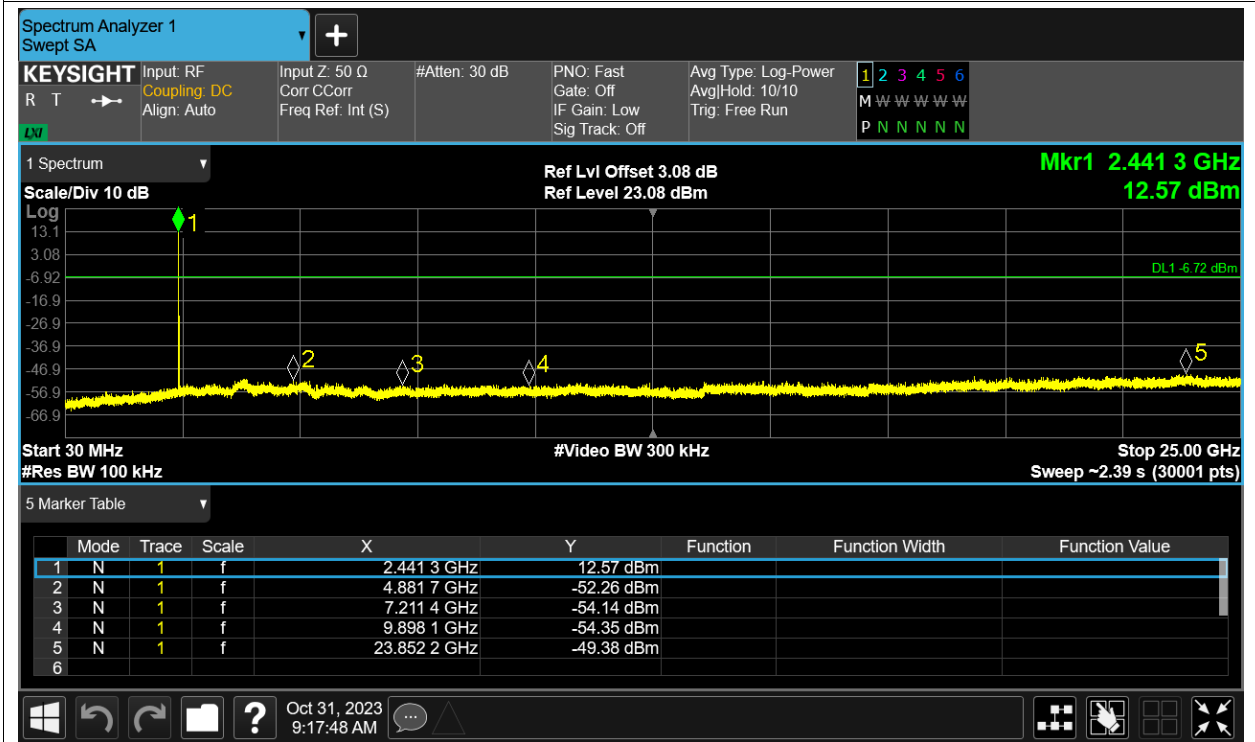 Spectrum Analyzer 1
Swept SA
+
KEYSIGHT Input: RF Input Z: 50 Ω #Atten: 30 dB PNO: Fast Avg Type: Log-Power 1 2 3 4 5 6
R T Coupling: DC Corr CCorr Gate: Off Avg|Hold: 10/10 M W W W W W
Align: Auto Freq Ref: Int (S) IF Gain: Low Trig: Free Run
LXI Sig Track: Off P N N N N N
1 Spectrum Ref Lvl Offset 3.08 dB Mkr1 2.441 3 GHz
Scale/Div 10 dB Ref Level 23.08 dBm 12.57 dBm
Log
1
13.1
3.08
DL1 -6.72 dBm
-6.92
-16.9
-26.9
-36.9
2 3 4 5
-46.9
-56.9
-66.9
Start 30 MHz #Video BW 300 kHz Stop 25.00 GHz
#Res BW 100 kHz Sweep ~2.39 s (30001 pts)
5 Marker Table
Mode Trace Scale X Y Function Function Width Function Value
1 N 1 f 2.441 3 GHz 12.57 dBm
2 N 1 f 4.881 7 GHz -52.26 dBm
3 N 1 f 7.211 4 GHz -54.14 dBm
4 N 1 f 9.898 1 GHz -54.35 dBm
5 N 1 f 23.852 2 GHz -49.38 dBm
6
? Oct 31, 2023
9:17:48 AM